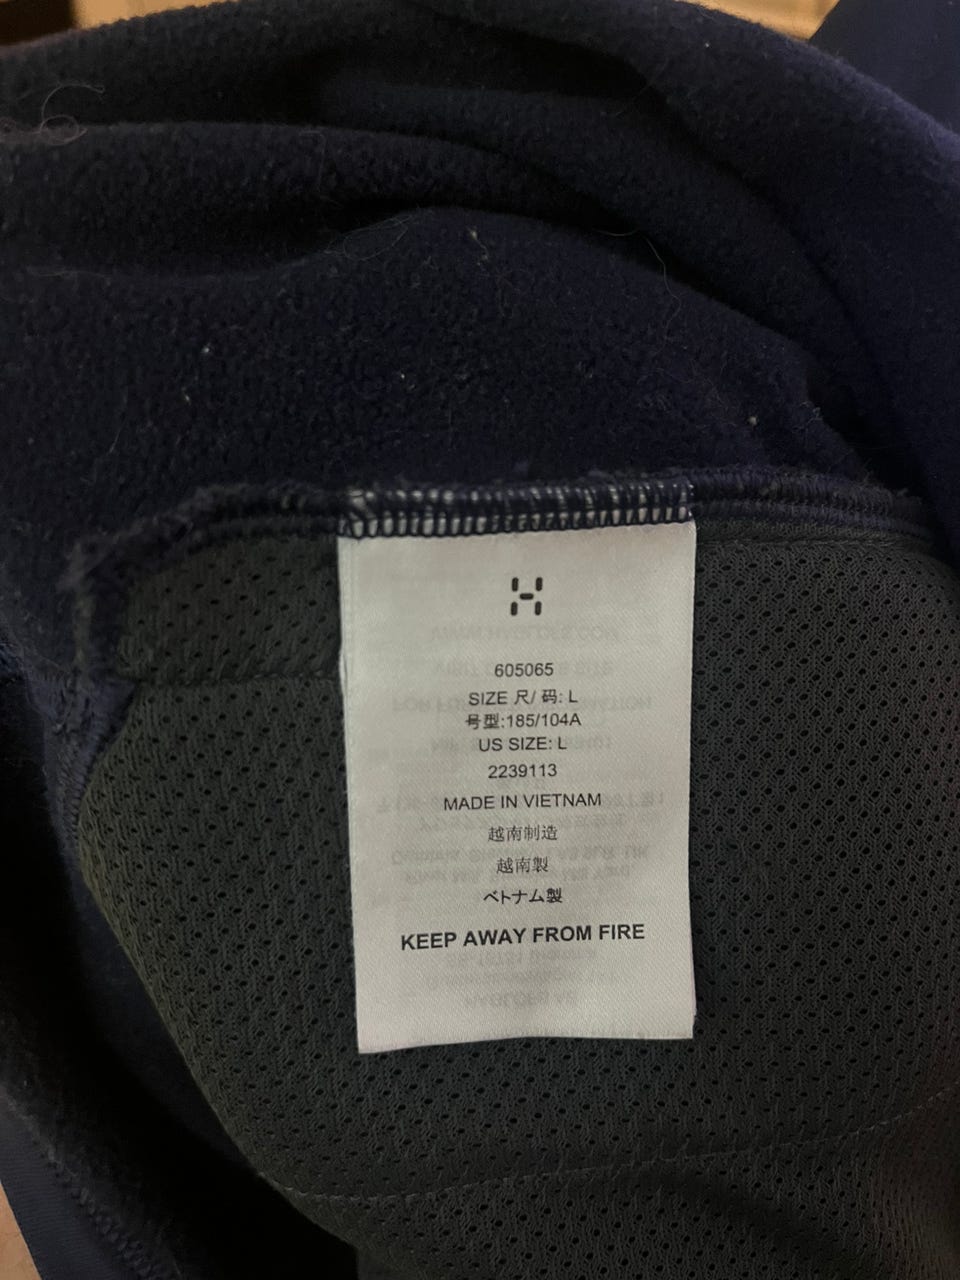 605065
SIZE 尺/ 码: L
号型:185/104A
US SIZE: L
2239113
MADE IN VIETNAM
越南制造
越南製
ベトナム製
KEEP AWAY FROM FIRE